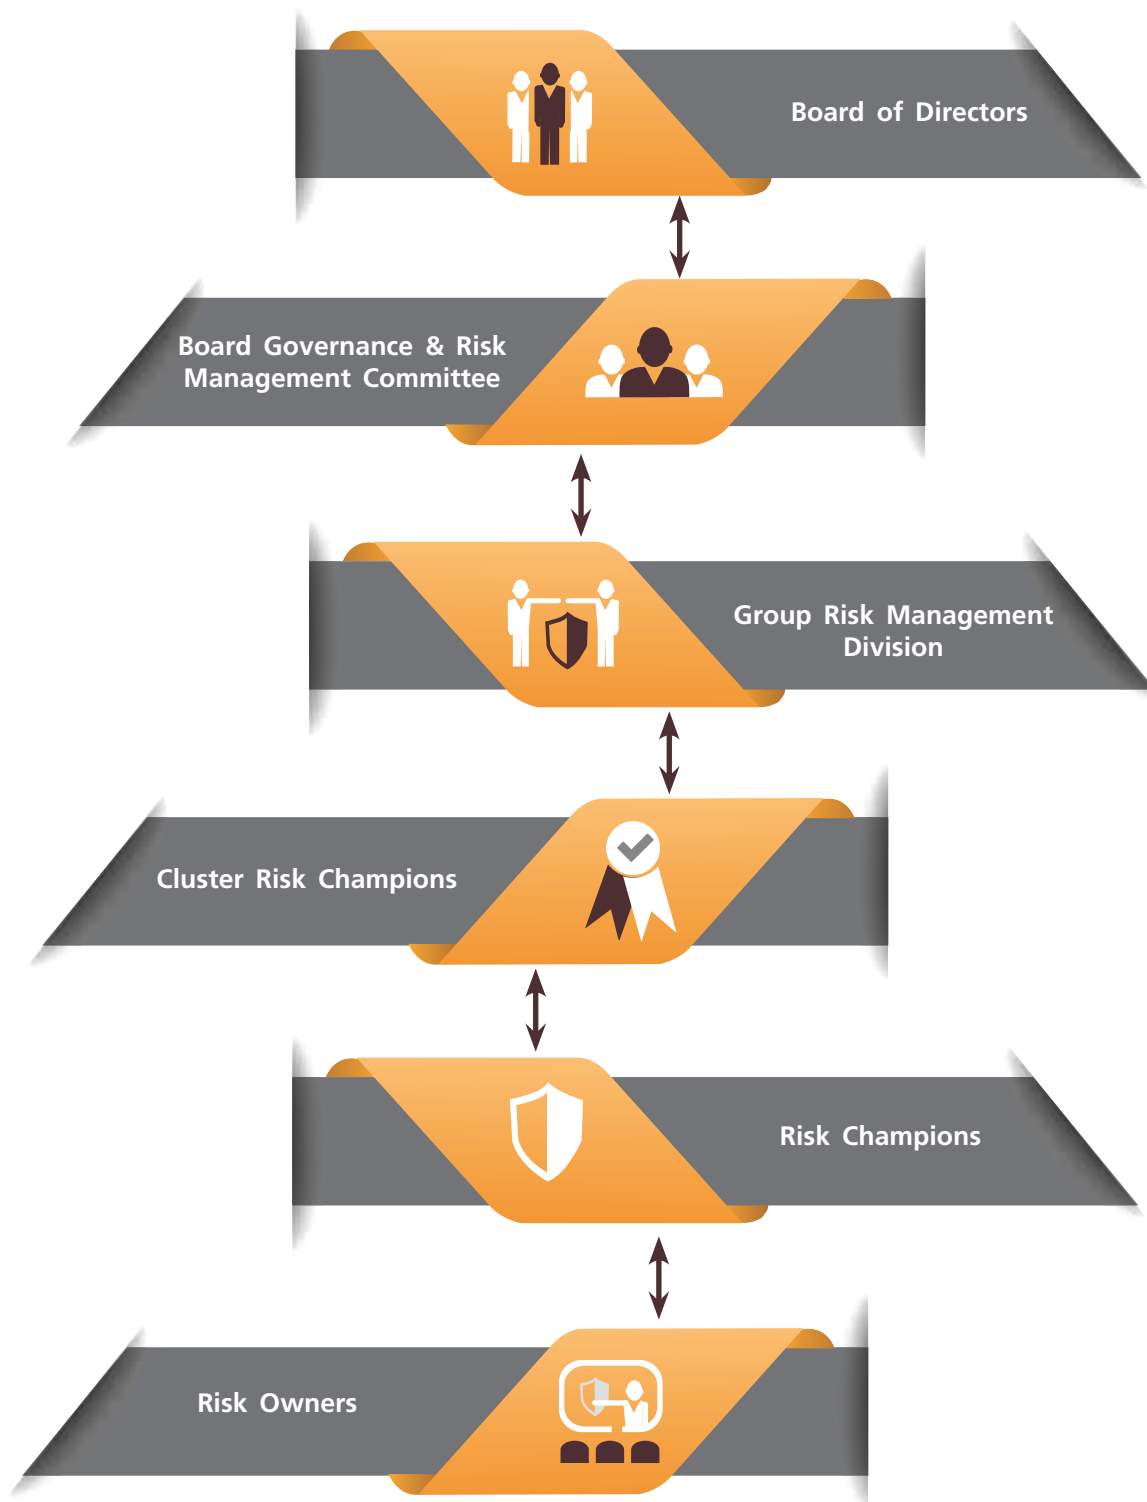 Board of Directors
Board Governance & Risk
Management Committee
Group Risk Management
Division
Cluster Risk Champions
Risk Champions
Risk Owners